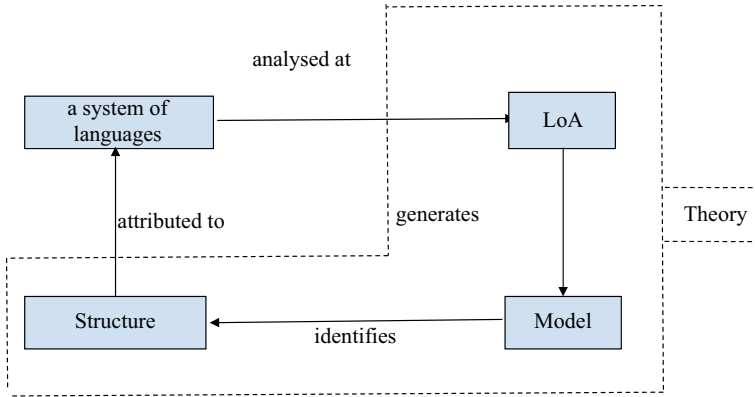 analysed at
a system of
languages
LoA
attributed to
generates
Theory
Structure
Model
identifies